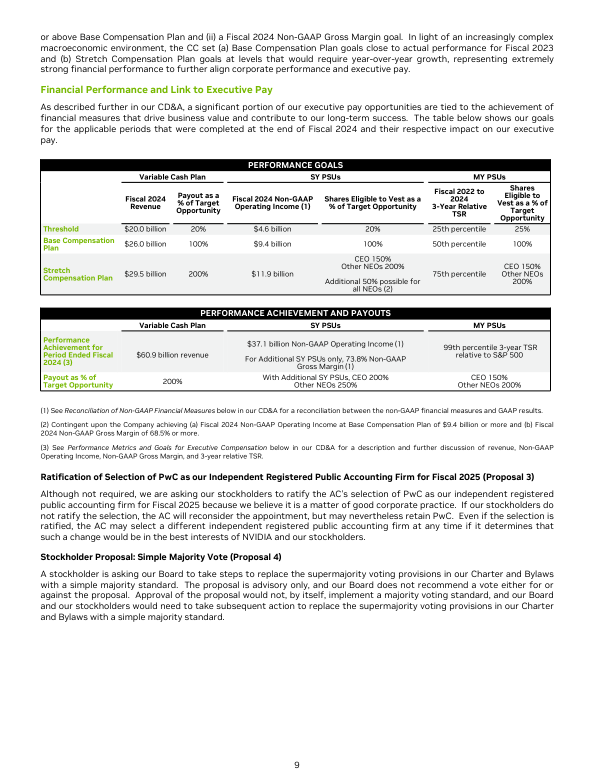 or above Base Compensation Plan and (ii) a Fiscal 2024 Non-GAAP Gross Margin goal. In light of an increasingly complex
macroeconomic environment, the CC set (a) Base Compensation Plan goals close to actual performance for Fiscal 2023
and (b) Stretch Compensation Plan goals at levels that would require year-over-year growth, representing extremely
strong financial performance to further align corporate performance and executive pay.
Financial Performance and Link to Executive Pay
As described further in our CD&A, a significant portion of our executive pay opportunities are tied to the achievement of
financial measures that drive business value and contribute to our long-term success. The table below shows our goals
for the applicable periods that were completed at the end of Fiscal 2024 and their respective impact on our executive
pay.
PERFORMANCE GOALS
Variable Cash Plan SY PSUs MY PSUs
Fiscal 2024 Revenue Payout as a % of Target Opportunity Fiscal 2024 Non-GAAP Operating Income (1) Shares Eligible to Vest as a % of Target Opportunity Fiscal 2022 to 2024 3-Year Relative TSR Shares Eligible to Vest as a % of Target Opportunity
Threshold $20.0 billion 20% $4.6 billion 20% 25th percentile 25%
Base Compensation Plan $26.0 billion 100% $9.4 billion 100% 50th percentile 100%
Stretch Compensation Plan $29.5 billion 200% $11.9 billion CEO 150% Other NEOs 200% Additional 50% possible for all NEOs (2) 75th percentile CEO 150% Other NEOs 200%
PERFORMANCE ACHIEVEMENT AND PAYOUTS
Variable Cash Plan SY PSUs MY PSUs
Performance Achievement for Period Ended Fiscal 2024 (3) $60.9 billion revenue $37.1 billion Non-GAAP Operating Income (1) For Additional SY PSUs only, 73.8% Non-GAAP Gross Margin (1) 99th percentile 3-year TSR relative to S&P 500
Payout as % of Target Opportunity 200% With Additional SY PSUs, CEO 200% Other NEOs 250% CEO 150% Other NEOs 200%
(1) See Reconciliation of Non-GAAP Financial Measures below in our CD&A for a reconciliation between the non-GAAP financial measures and GAAP results.
(2) Contingent upon the Company achieving (a) Fiscal 2024 Non-GAAP Operating Income at Base Compensation Plan of $9.4 billion or more and (b) Fiscal
2024 Non-GAAP Gross Margin of 68.5% or more.
(3) See Performance Metrics and Goals for Executive Compensation below in our CD&A for a description and further discussion of revenue, Non-GAAP
Operating Income, Non-GAAP Gross Margin, and 3-year relative TSR.
Ratification of Selection of PwC as our Independent Registered Public Accounting Firm for Fiscal 2025 (Proposal 3)
Although not required, we are asking our stockholders to ratify the AC's selection of PwC as our independent registered
public accounting firm for Fiscal 2025 because we believe it is a matter of good corporate practice. If our stockholders do
not ratify the selection, the AC will reconsider the appointment, but may nevertheless retain PwC. Even if the selection is
ratified, the AC may select a different independent registered public accounting firm at any time if it determines that
such a change would be in the best interests of NVIDIA and our stockholders.
Stockholder Proposal: Simple Majority Vote (Proposal 4)
A stockholder is asking our Board to take steps to replace the supermajority voting provisions in our Charter and Bylaws
with a simple majority standard. The proposal is advisory only, and our Board does not recommend a vote either for or
against the proposal. Approval of the proposal would not, by itself, implement a majority voting standard, and our Board
and our stockholders would need to take subsequent action to replace the supermajority voting provisions in our Charter
and Bylaws with a simple majority standard.
9